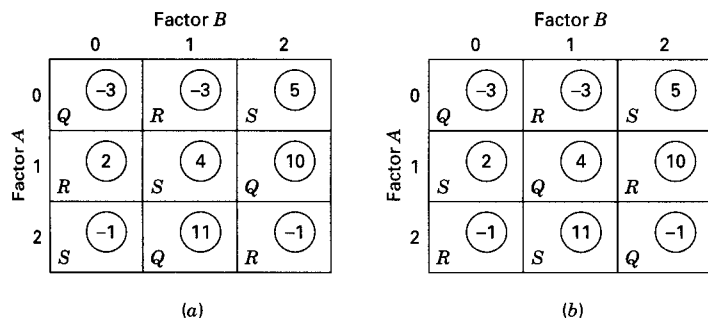 Factor B Factor B
0 1 2 0 1 2
Factor A Factor A
0 -3 -3 5 0 -3 -3 5
Q R S Q R S
1 2 4 10 1 2 4 10
R S Q S Q R
2 -1 11 -1 2 -1 11 -1
S Q R R S Q
(a) (b)